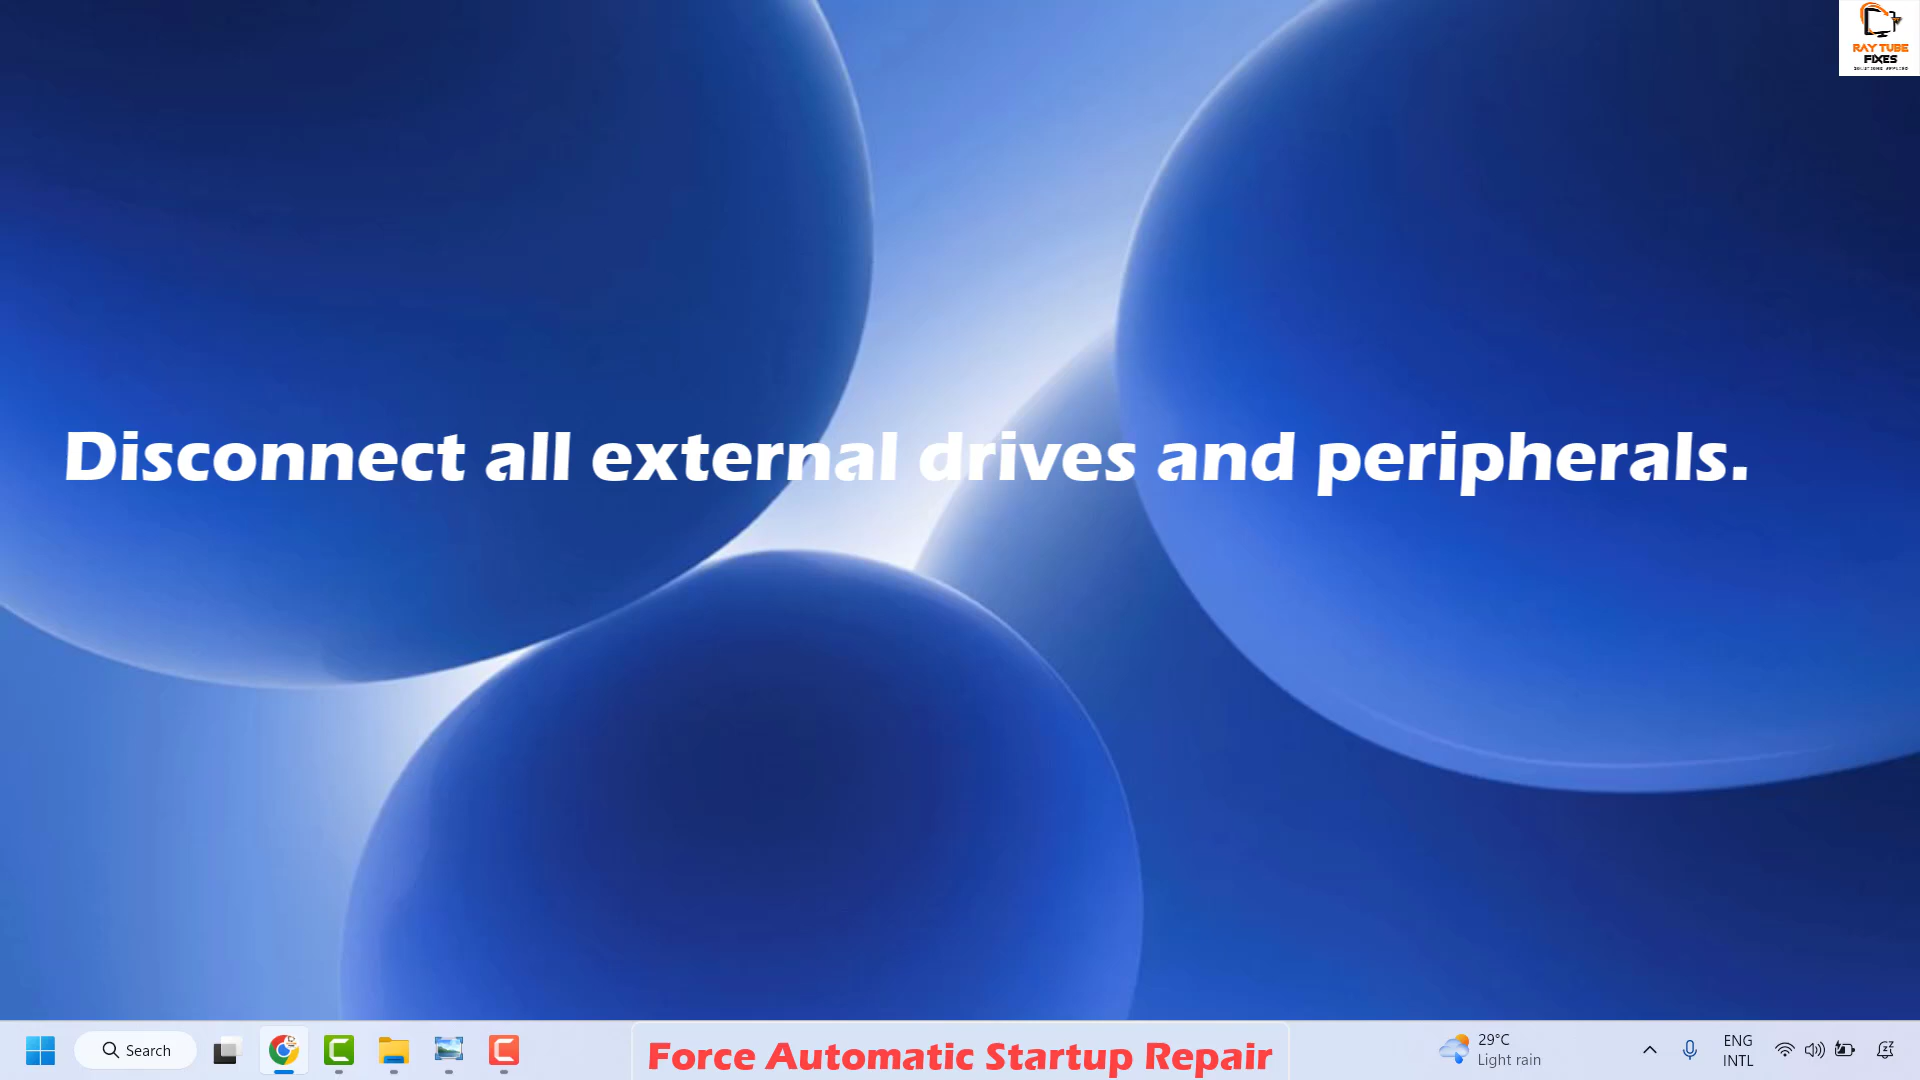 RAY TUBE
FIXES
Disconnect all external drives and peripherals.
Search
Force Automatic Startup Repair
29°C
Light rain
ENG
INTL